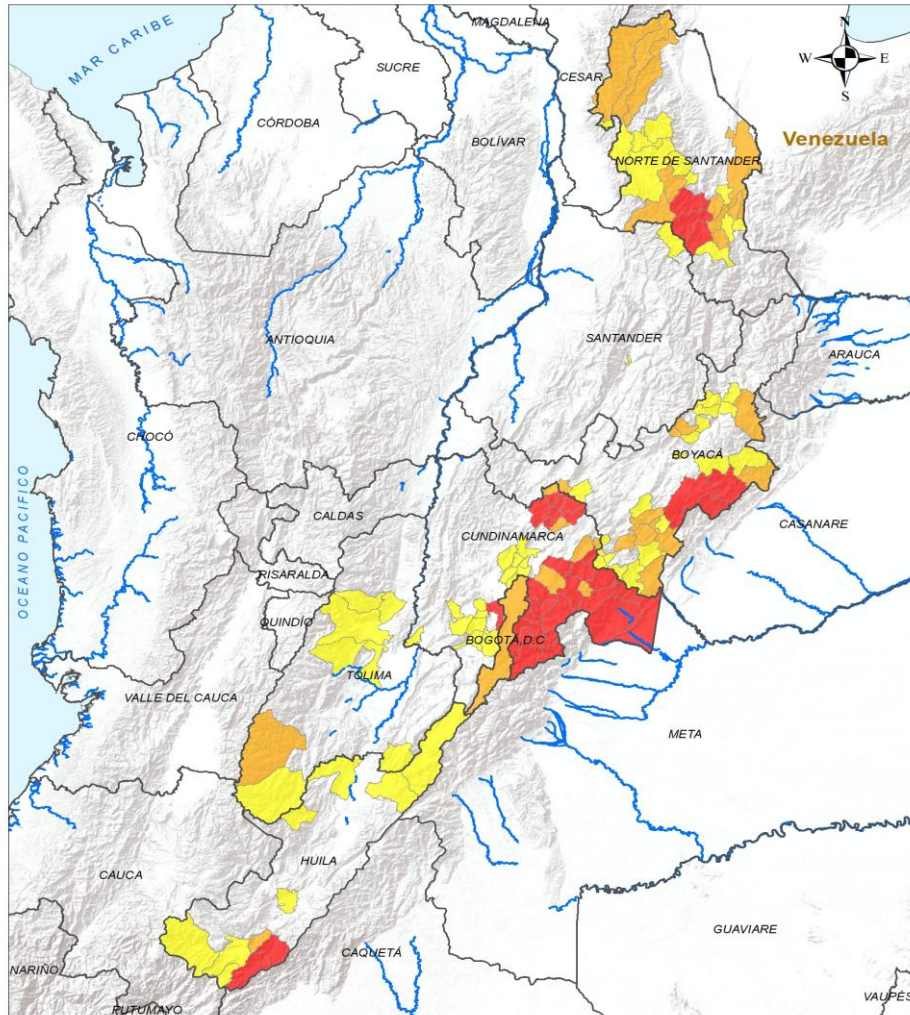 MAGDALENA
N
MAR CARIBE
W
E
SUCRE
CESAR
S
CÓRDOBA
BOLÍVAR
Venezuela
NORTE DE SANTANDER
ANTIOQUIA
SANTANDER
ARAUCA
CHOCÓ
BOYACÁ
OCEANO PACIFICO
CALDAS
CASANARE
CUNDINAMARCA
RISARALDA
QUINDÍO
BOGOTÁ,D.C
TOLIMA
VALLE DEL CAUCA
META
HUILA
CAUCA
GUAVIARE
CAQUETÁ
NARIÑO
VAUPÉS
PUTUMAYO